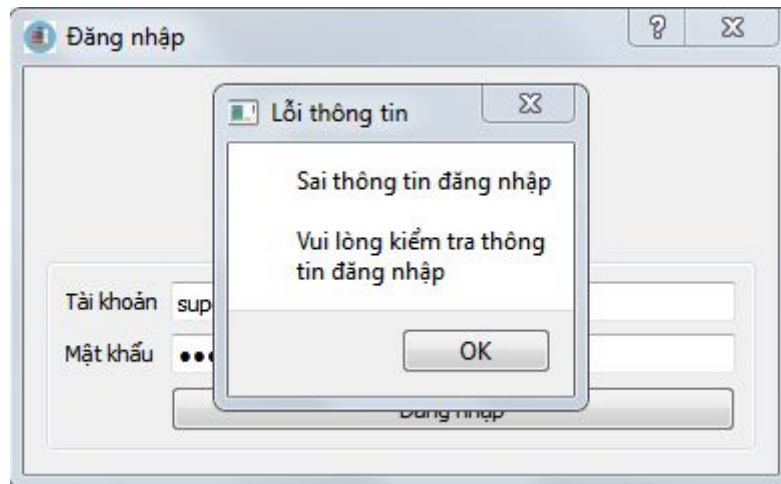 Đăng nhập
Lỗi thông tin
Sai thông tin đăng nhập
Vui lòng kiểm tra thông
tin đăng nhập
OK
Tài khoản
Mật khẩu